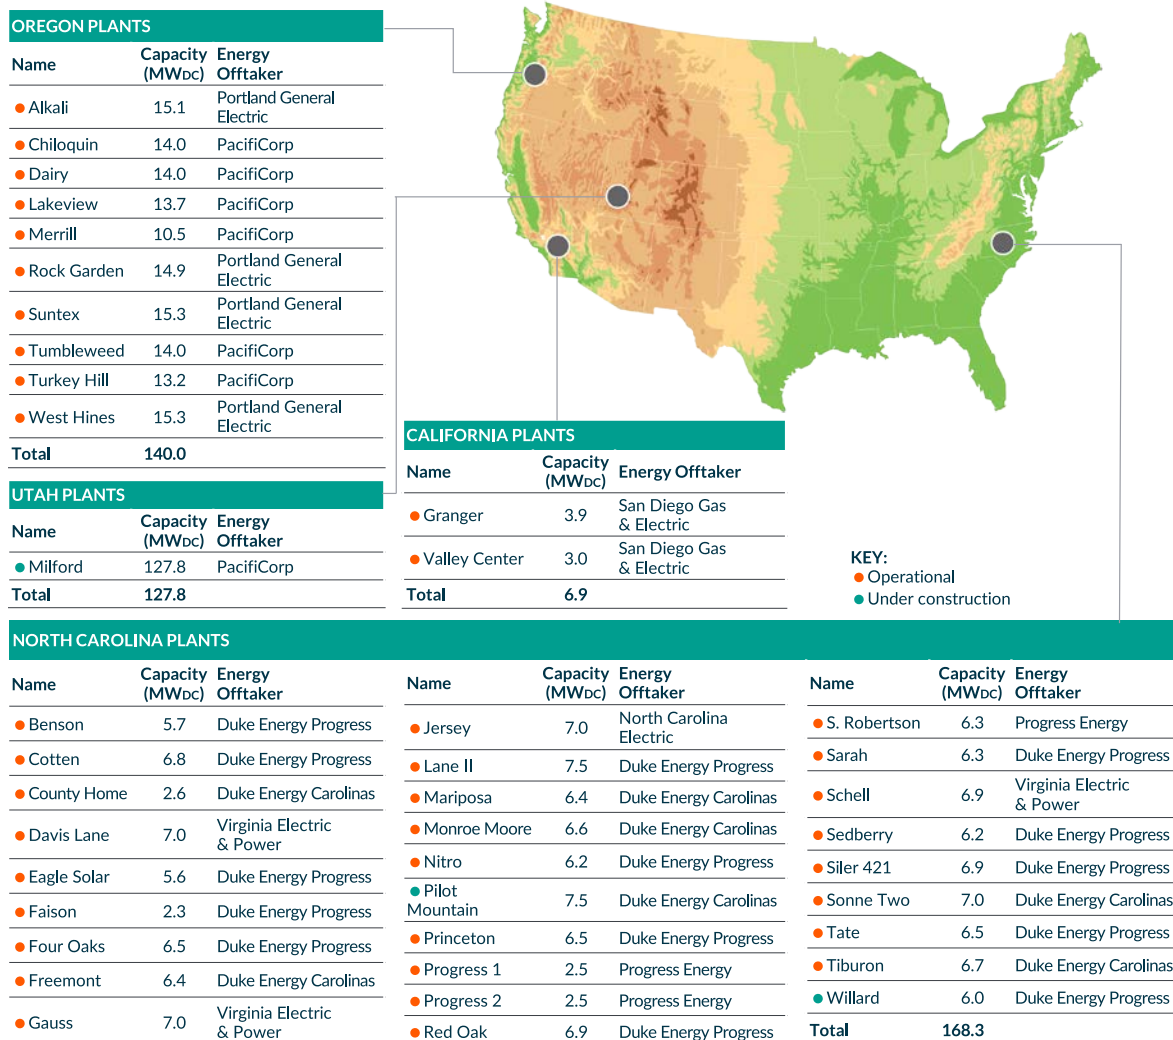 OREGON PLANTS
Name Capacity (MWDC) Energy Offtaker
Alkali 15.1 Portland General Electric
Chiloquin 14.0 PacifiCorp
Dairy 14.0 PacifiCorp
Lakeview 13.7 PacifiCorp
Merrill 10.5 PacifiCorp
Rock Garden 14.9 Portland General Electric
Suntex 15.3 Portland General Electric
Tumbleweed 14.0 PacifiCorp
Turkey Hill 13.2 PacifiCorp
West Hines 15.3 Portland General Electric
Total 140.0
UTAH PLANTS
Name Capacity (MWDC) Energy Offtaker
Milford 127.8 PacifiCorp
Total 127.8
CALIFORNIA PLANTS
Name Capacity (MWDC) Energy Offtaker
Granger 3.9 San Diego Gas & Electric
Valley Center 3.0 San Diego Gas & Electric
Total 6.9
KEY:
Operational
Under construction
NORTH CAROLINA PLANTS
Name Capacity (MWDC) Energy Offtaker
Benson 5.7 Duke Energy Progress
Cotten 6.8 Duke Energy Progress
County Home 2.6 Duke Energy Carolinas
Davis Lane 7.0 Virginia Electric & Power
Eagle Solar 5.6 Duke Energy Progress
Faison 2.3 Duke Energy Progress
Four Oaks 6.5 Duke Energy Progress
Freemont 6.4 Duke Energy Carolinas
Gauss 7.0 Virginia Electric & Power
Name Capacity (MWDC) Energy Offtaker
Jersey 7.0 North Carolina Electric
Lane II 7.5 Duke Energy Progress
Mariposa 6.4 Duke Energy Carolinas
Monroe Moore 6.6 Duke Energy Carolinas
Nitro 6.2 Duke Energy Progress
Pilot Mountain 7.5 Duke Energy Carolinas
Princeton 6.5 Duke Energy Progress
Progress 1 2.5 Progress Energy
Progress 2 2.5 Progress Energy
Red Oak 6.9 Duke Energy Progress
Name Capacity (MWDC) Energy Offtaker
S. Robertson 6.3 Progress Energy
Sarah 6.3 Duke Energy Progress
Schell 6.9 Virginia Electric & Power
Sedberry 6.2 Duke Energy Progress
Siler 421 6.9 Duke Energy Progress
Sonne Two 7.0 Duke Energy Carolinas
Tate 6.5 Duke Energy Progress
Tiburon 6.7 Duke Energy Carolinas
Willard 6.0 Duke Energy Progress
Total 168.3